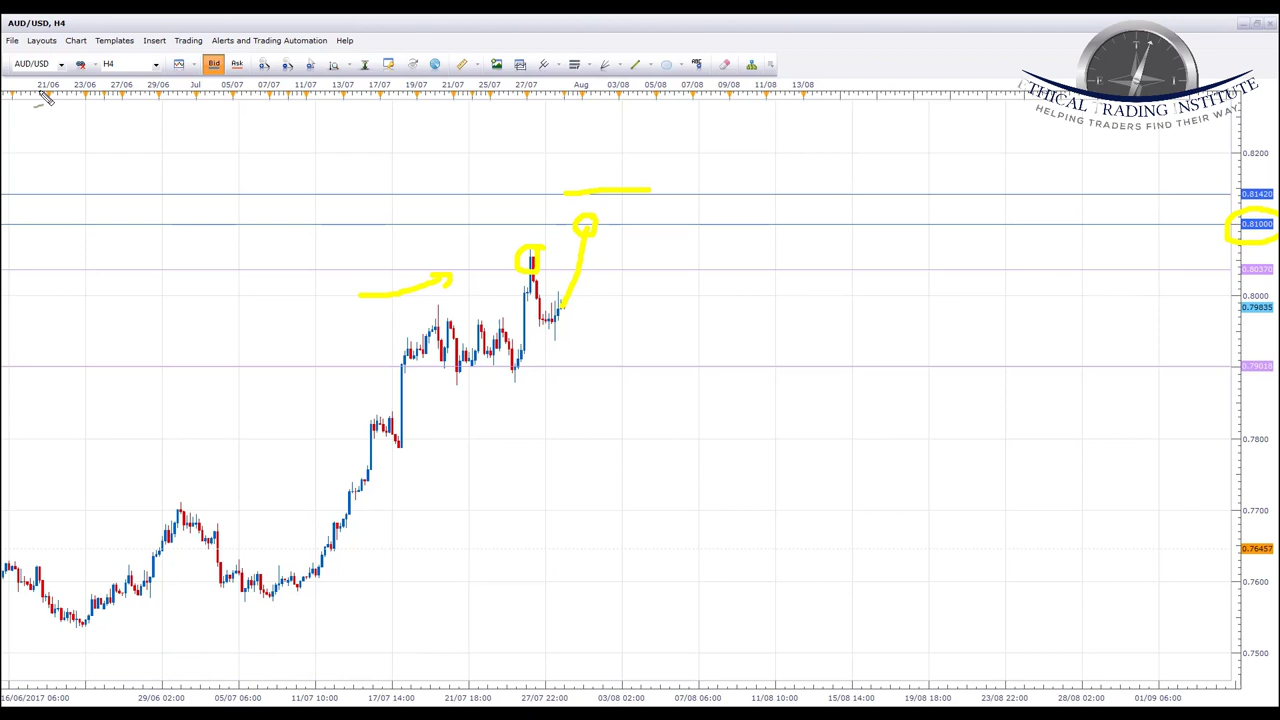 AUD/USD, H4
File Layouts Chart Templates Insert Trading Alerts and Trading Automation Help
AUD/USD H4 Bid Ask ABC
21/06 23/06 27/06 29/06 Jul 05/07 07/07 11/07 13/07 17/07 19/07 21/07 25/07 27/07 Aug 03/08 05/08 08/07 11/08 13/08
ETHICAL TRADING INSTITUTE
HELPING TRADERS FIND THEIR WAY
0.8200
0.81420
0.81000
0.80370
0.8000
0.79835
0.79018
0.7800
0.7700
0.76457
0.7600
0.7500
16/06/2017 06:00 29/06 02:00 05/07 06:00 11/07 10:00 17/07 14:00 21/07 18:00 27/07 22:00 03/08 02:00 07/08 06:00 11/08 10:00 15/08 14:00 19/08 18:00 23/08 22:00 28/08 02:00 01/09 06:00